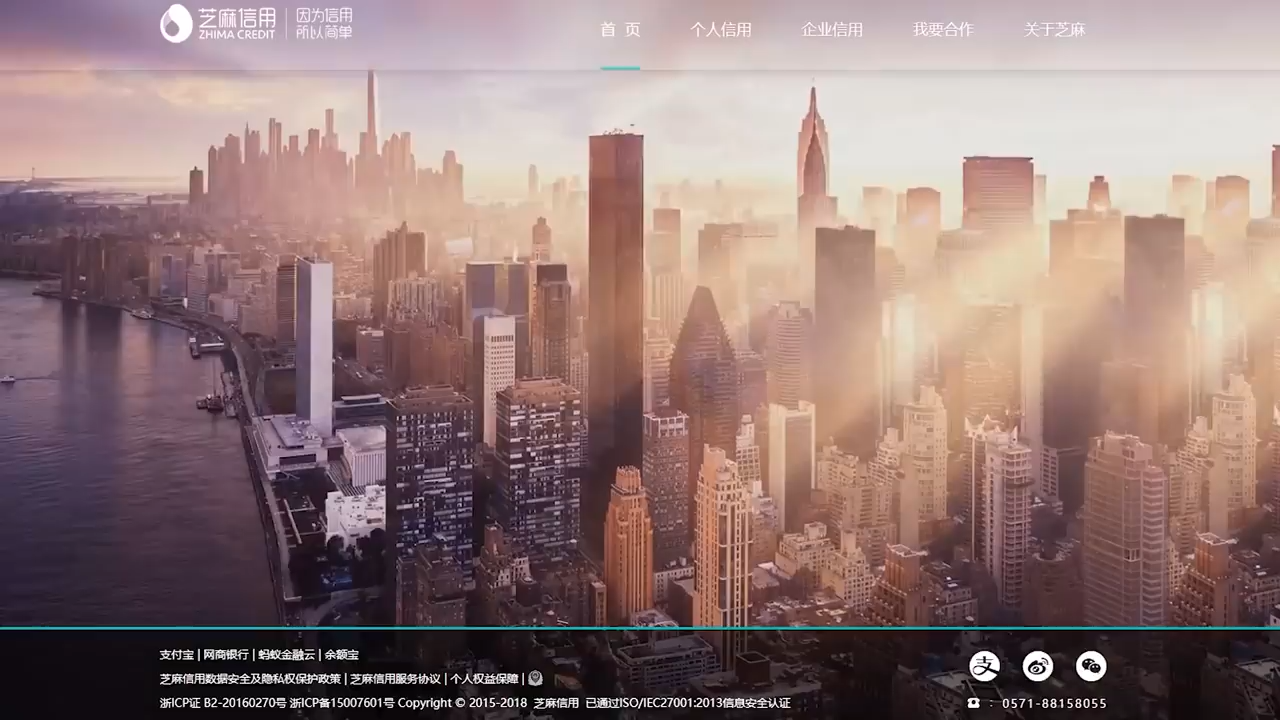 芝麻信用 因为信用
ZHIMA CREDIT 所以简单
首 页 个人信用 企业信用 我要合作 关于芝麻
支付宝 | 网商银行 | 蚂蚁金融云 | 余额宝
芝麻信用数据安全及隐私权保护政策 | 芝麻信用服务协议 | 个人权益保障 |
浙ICP证 B2-20160270号 浙ICP备15007601号 Copyright © 2015-2018 芝麻信用 已通过ISO/IEC27001:2013信息安全认证
支
: 0571-88158055